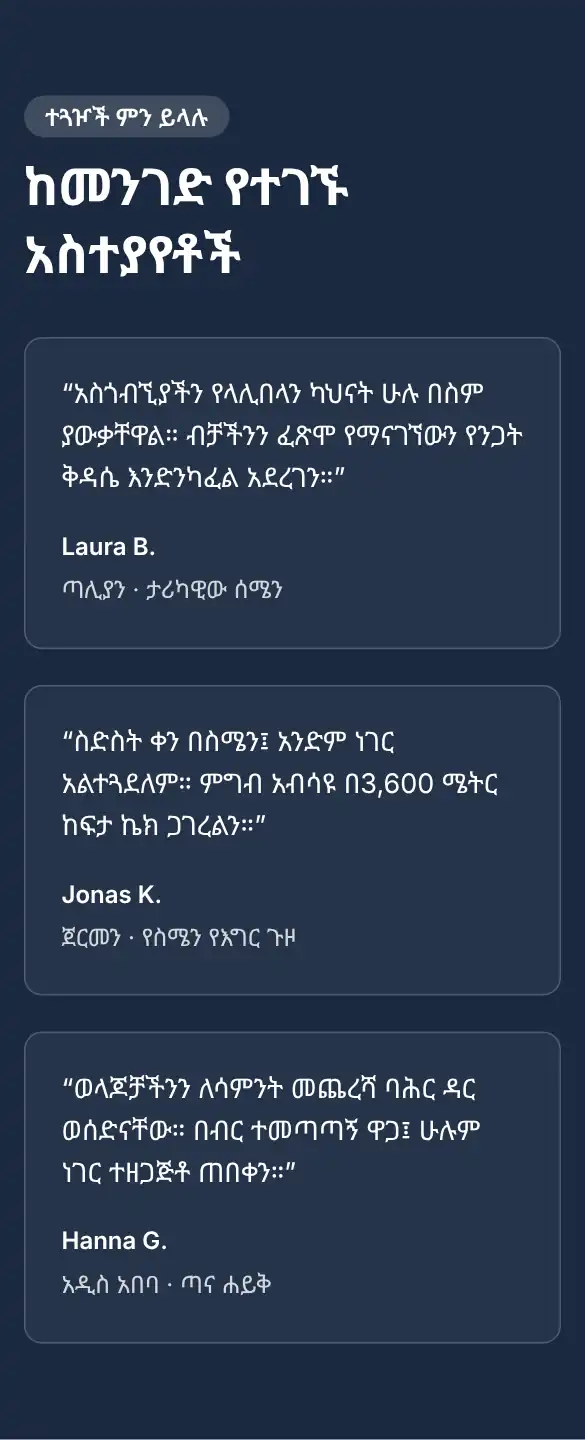 ተጓዦች ምን ይላሉ
ከመንገድ የተገኙ
አስተያየቶች
“አስጎብኚያችን የላሊበላን ካህናት ሁሉ በስም
ያውቃቸዋል። ብቻችንን ፈጽሞ የማናገኘውን የንጋት
ቅዳሴ እንድንካፈል አደረገን።”
Laura B.
ጣሊያን · ታሪካዊው ሰሜን
“ስድስት ቀን በስሜን፤ አንድም ነገር
አልተጓደለም። ምግብ አብሳዩ በ3,600 ሜትር
ከፍታ ኬክ ጋገረልን።”
Jonas K.
ጀርመን · የስሜን የእግር ጉዞ
“ወላጆቻችንን ለሳምንት መጨረሻ ባሕር ዳር
ወሰድናቸው። በብር ተመጣጣኝ ዋጋ፤ ሁሉም
ነገር ተዘጋጅቶ ጠበቀን።”
Hanna G.
አዲስ አበባ · ጣና ሐይቅ